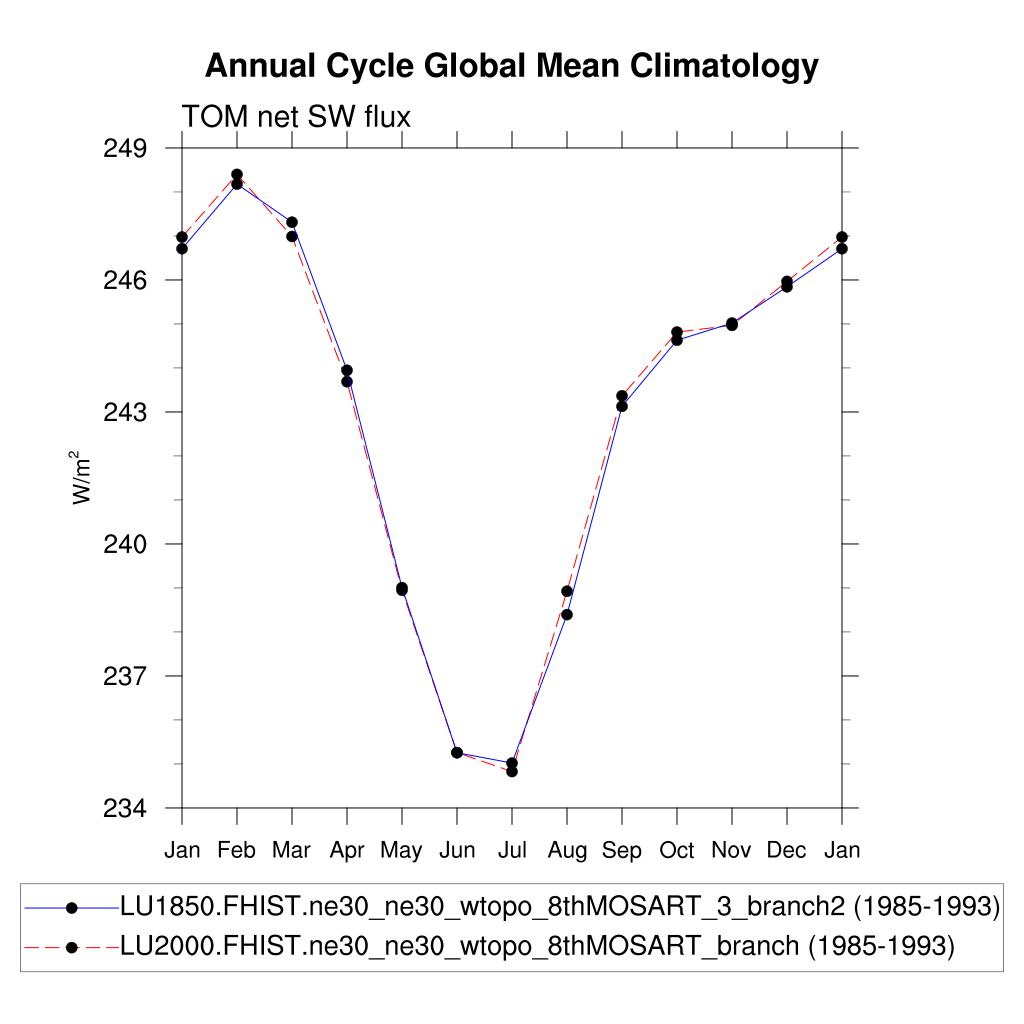 Annual Cycle Global Mean Climatology
TOM net SW flux
249
246
243
240
237
234
W/m²
Jan Feb Mar Apr May Jun Jul Aug Sep Oct Nov Dec Jan
LU1850.FHIST.ne30_ne30_wtopo_8thMOSART_3_branch2 (1985-1993)
LU2000.FHIST.ne30_ne30_wtopo_8thMOSART_branch (1985-1993)